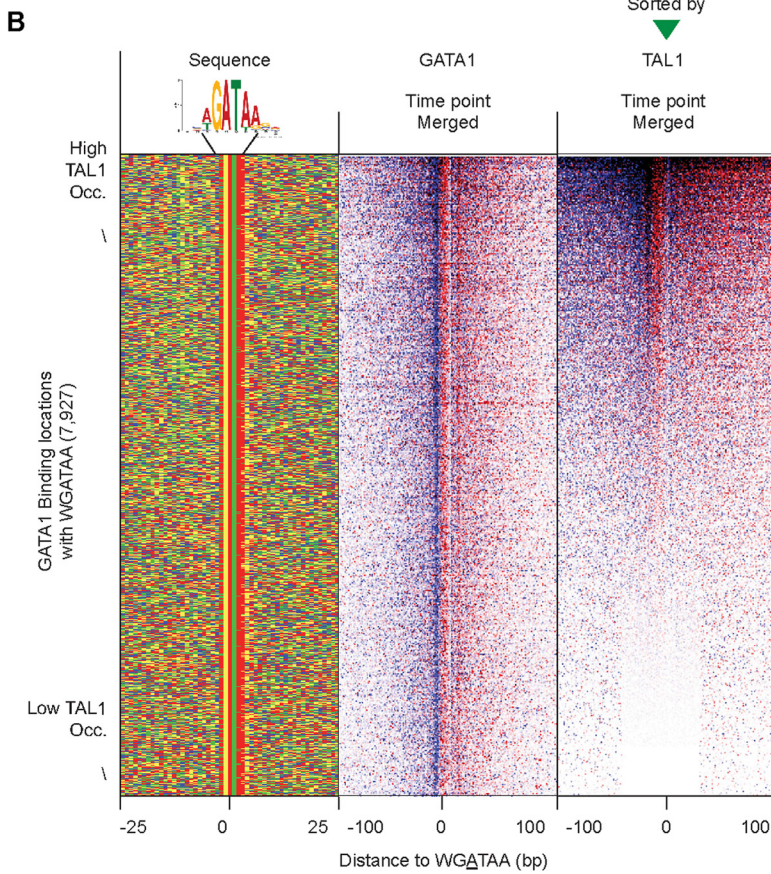 B
Sorted by
Sequence
GATA1
TAL1
Time point
Merged
Time point
Merged
GATAA
High
TAL1
Occ.
\
GATA1 Binding locations
with WGATAA (7,927)
Low TAL1
Occ.
\
-25 0 25 -100 0 100 -100 0 100
Distance to WGATAA (bp)